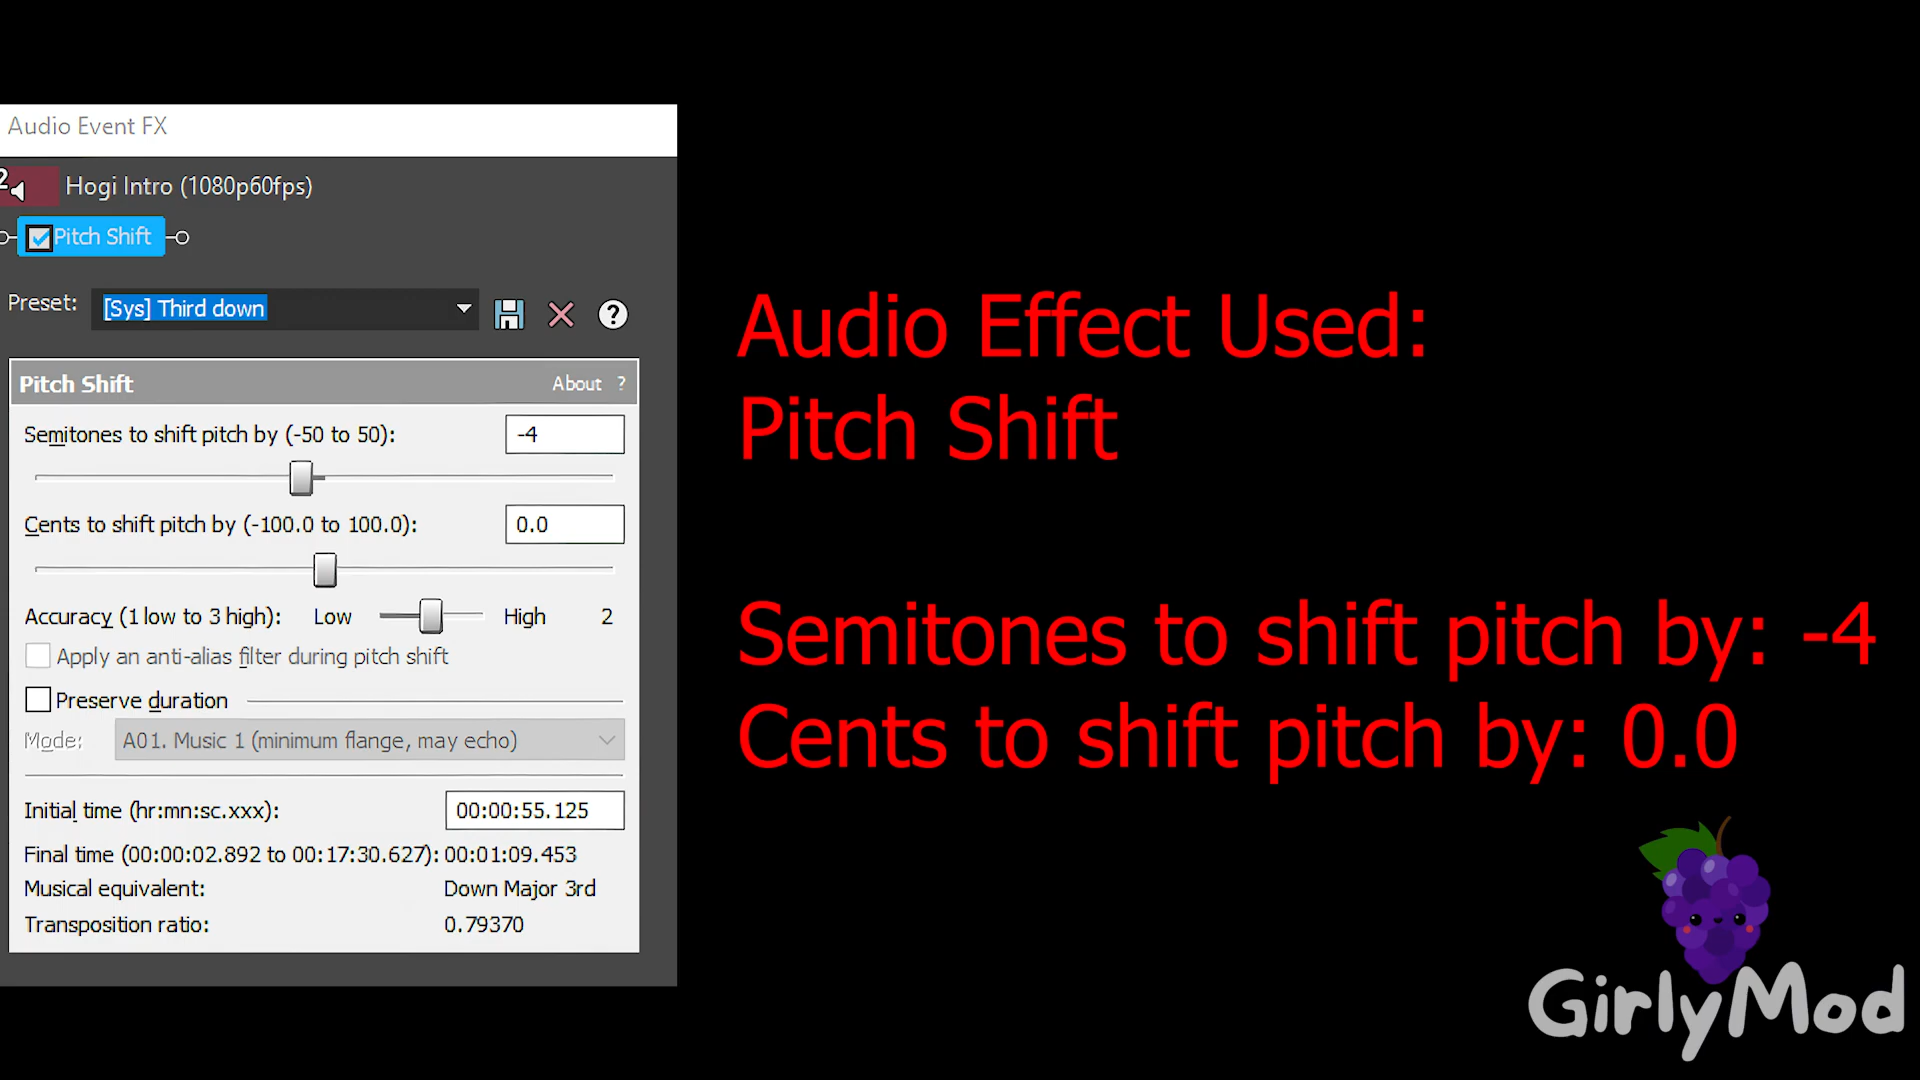 Audio Event FX
2
Hogi Intro (1080p60fps)
Pitch Shift
Preset: [Sys] Third down ?
Pitch Shift About ?
Semitones to shift pitch by (-50 to 50): -4
Cents to shift pitch by (-100.0 to 100.0): 0.0
Accuracy (1 low to 3 high): Low High 2
Apply an anti-alias filter during pitch shift
Preserve duration
Mode: A01. Music 1 (minimum flange, may echo)
Initial time (hr:mn:sc.xxx): 00:00:55.125
Final time (00:00:02.892 to 00:17:30.627): 00:01:09.453
Musical equivalent: Down Major 3rd
Transposition ratio: 0.79370
Audio Effect Used:
Pitch Shift
Semitones to shift pitch by: -4
Cents to shift pitch by: 0.0
GirlyMod